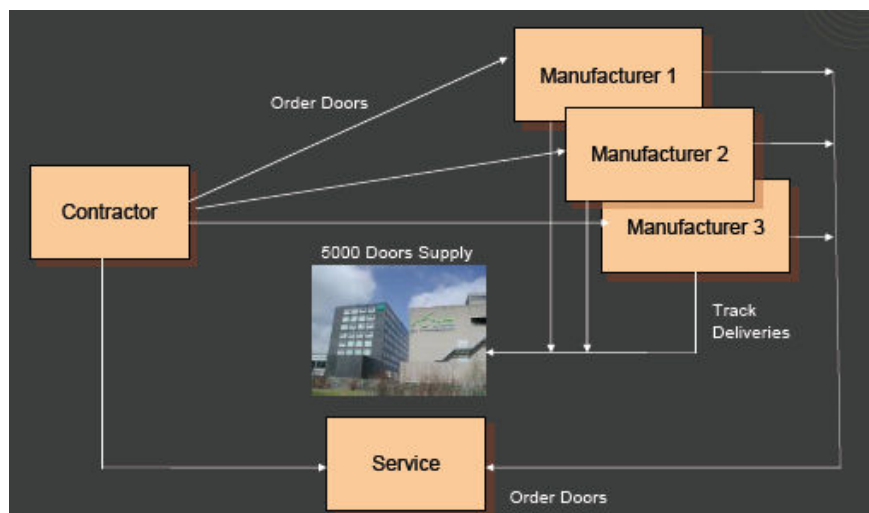 Manufacturer 1
Order Doors
Manufacturer 2
Contractor
Manufacturer 3
5000 Doors Supply
Track
Deliveries
Service
Order Doors